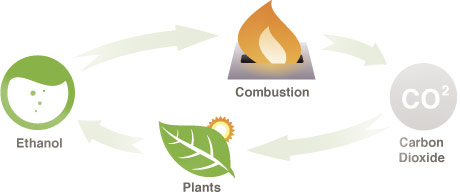 Combustion
CO²
Carbon
Dioxide
Ethanol
Plants